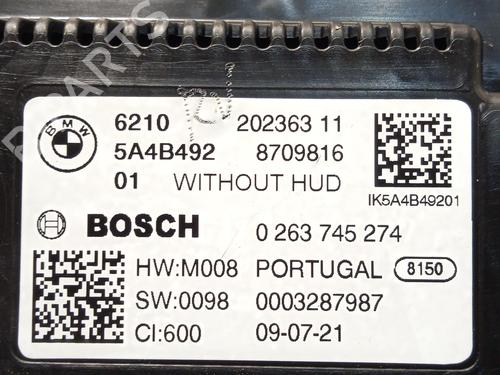 BMW
6210 202363 11
5A4B492 8709816
01 WITHOUT HUD
IK5A4B49201
BOSCH 0 263 745 274
HW:M008 PORTUGAL 8150
SW:0098 0003287987
CI:600 09-07-21